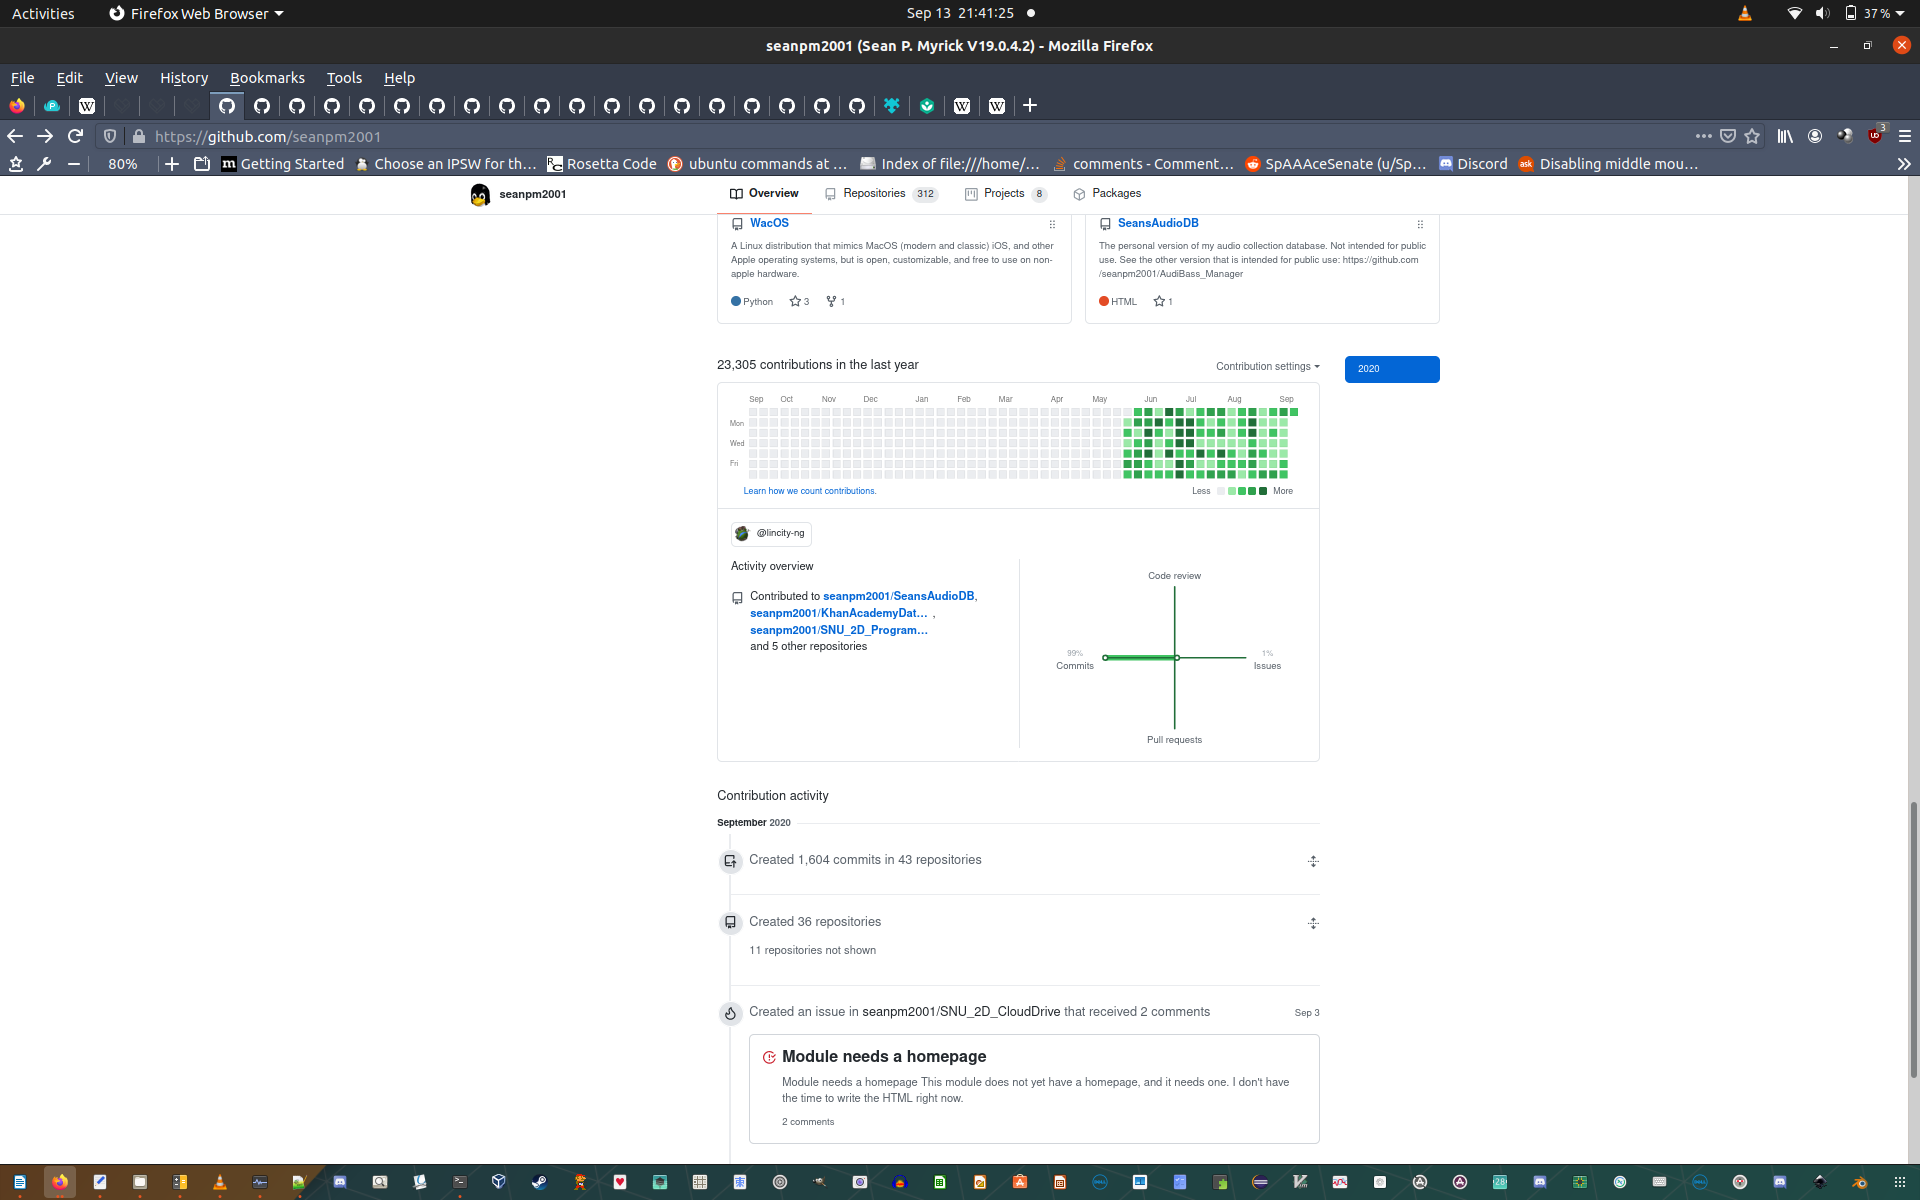 Activities
Firefox Web Browser
Sep 13 21:41:25
37 %
seanpm2001 (Sean P. Myrick V19.0.4.2) - Mozilla Firefox
File Edit View History Bookmarks Tools Help
https://github.com/seanpm2001
3
80%
Getting Started
Choose an IPSW for th…
Rosetta Code
ubuntu commands at …
Index of file:///home/…
comments - Comment…
SpAAAceSenate (u/Sp…
Discord
Disabling middle mou…
seanpm2001
Overview
Repositories 312
Projects 8
Packages
WacOS
A Linux distribution that mimics MacOS (modern and classic) iOS, and other
Apple operating systems, but is open, customizable, and free to use on non-
apple hardware.
Python 3 1
SeansAudioDB
The personal version of my audio collection database. Not intended for public
use. See the other version that is intended for public use: https://github.com
/seanpm2001/AudiBass_Manager
HTML 1
23,305 contributions in the last year
Contribution settings
2020
Sep Oct Nov Dec Jan Feb Mar Apr May Jun Jul Aug Sep
Mon
Wed
Fri
Learn how we count contributions.
Less More
@lincity-ng
Activity overview
Contributed to seanpm2001/SeansAudioDB,
seanpm2001/KhanAcademyDat… ,
seanpm2001/SNU_2D_Program…
and 5 other repositories
Code review
99%
Commits
1%
Issues
Pull requests
Contribution activity
September 2020
Created 1,604 commits in 43 repositories
Created 36 repositories
11 repositories not shown
Created an issue in seanpm2001/SNU_2D_CloudDrive that received 2 comments
Sep 3
Module needs a homepage
Module needs a homepage This module does not yet have a homepage, and it needs one. I don't have
the time to write the HTML right now.
2 comments